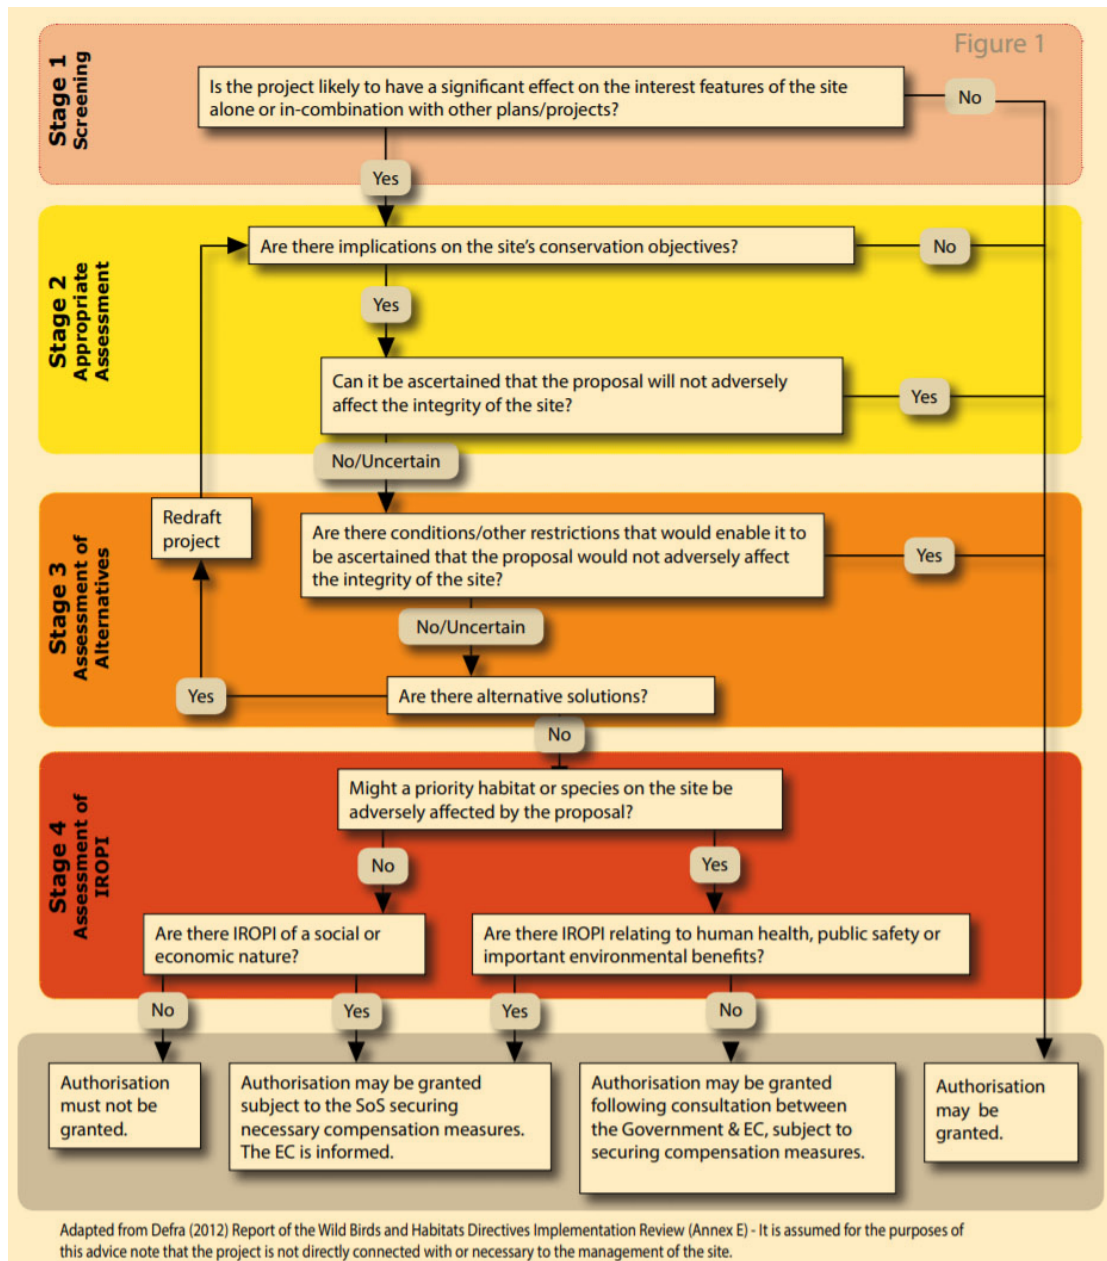 Figure 1
Stage 1
Screening
Is the project likely to have a significant effect on the interest features of the site
alone or in-combination with other plans/projects?
No
Yes
Stage 2
Appropriate
Assessment
Are there implications on the site's conservation objectives?
No
Yes
Can it be ascertained that the proposal will not adversely
affect the integrity of the site?
Yes
No/Uncertain
Stage 3
Assessment of
Alternatives
Redraft
project
Are there conditions/other restrictions that would enable it to
be ascertained that the proposal would not adversely affect
the integrity of the site?
Yes
No/Uncertain
Are there alternative solutions?
Yes
No
Stage 4
Assessment of
IROPI
Might a priority habitat or species on the site be
adversely affected by the proposal?
No
Yes
Are there IROPI of a social or
economic nature?
Are there IROPI relating to human health, public safety or
important environmental benefits?
No
Yes
Yes
No
Authorisation
must not be
granted.
Authorisation may be granted
subject to the SoS securing
necessary compensation measures.
The EC is informed.
Authorisation may be granted
following consultation between
the Government & EC, subject to
securing compensation measures.
Authorisation
may be
granted.
Adapted from Defra (2012) Report of the Wild Birds and Habitats Directives Implementation Review (Annex E) - It is assumed for the purposes of
this advice note that the project is not directly connected with or necessary to the management of the site.